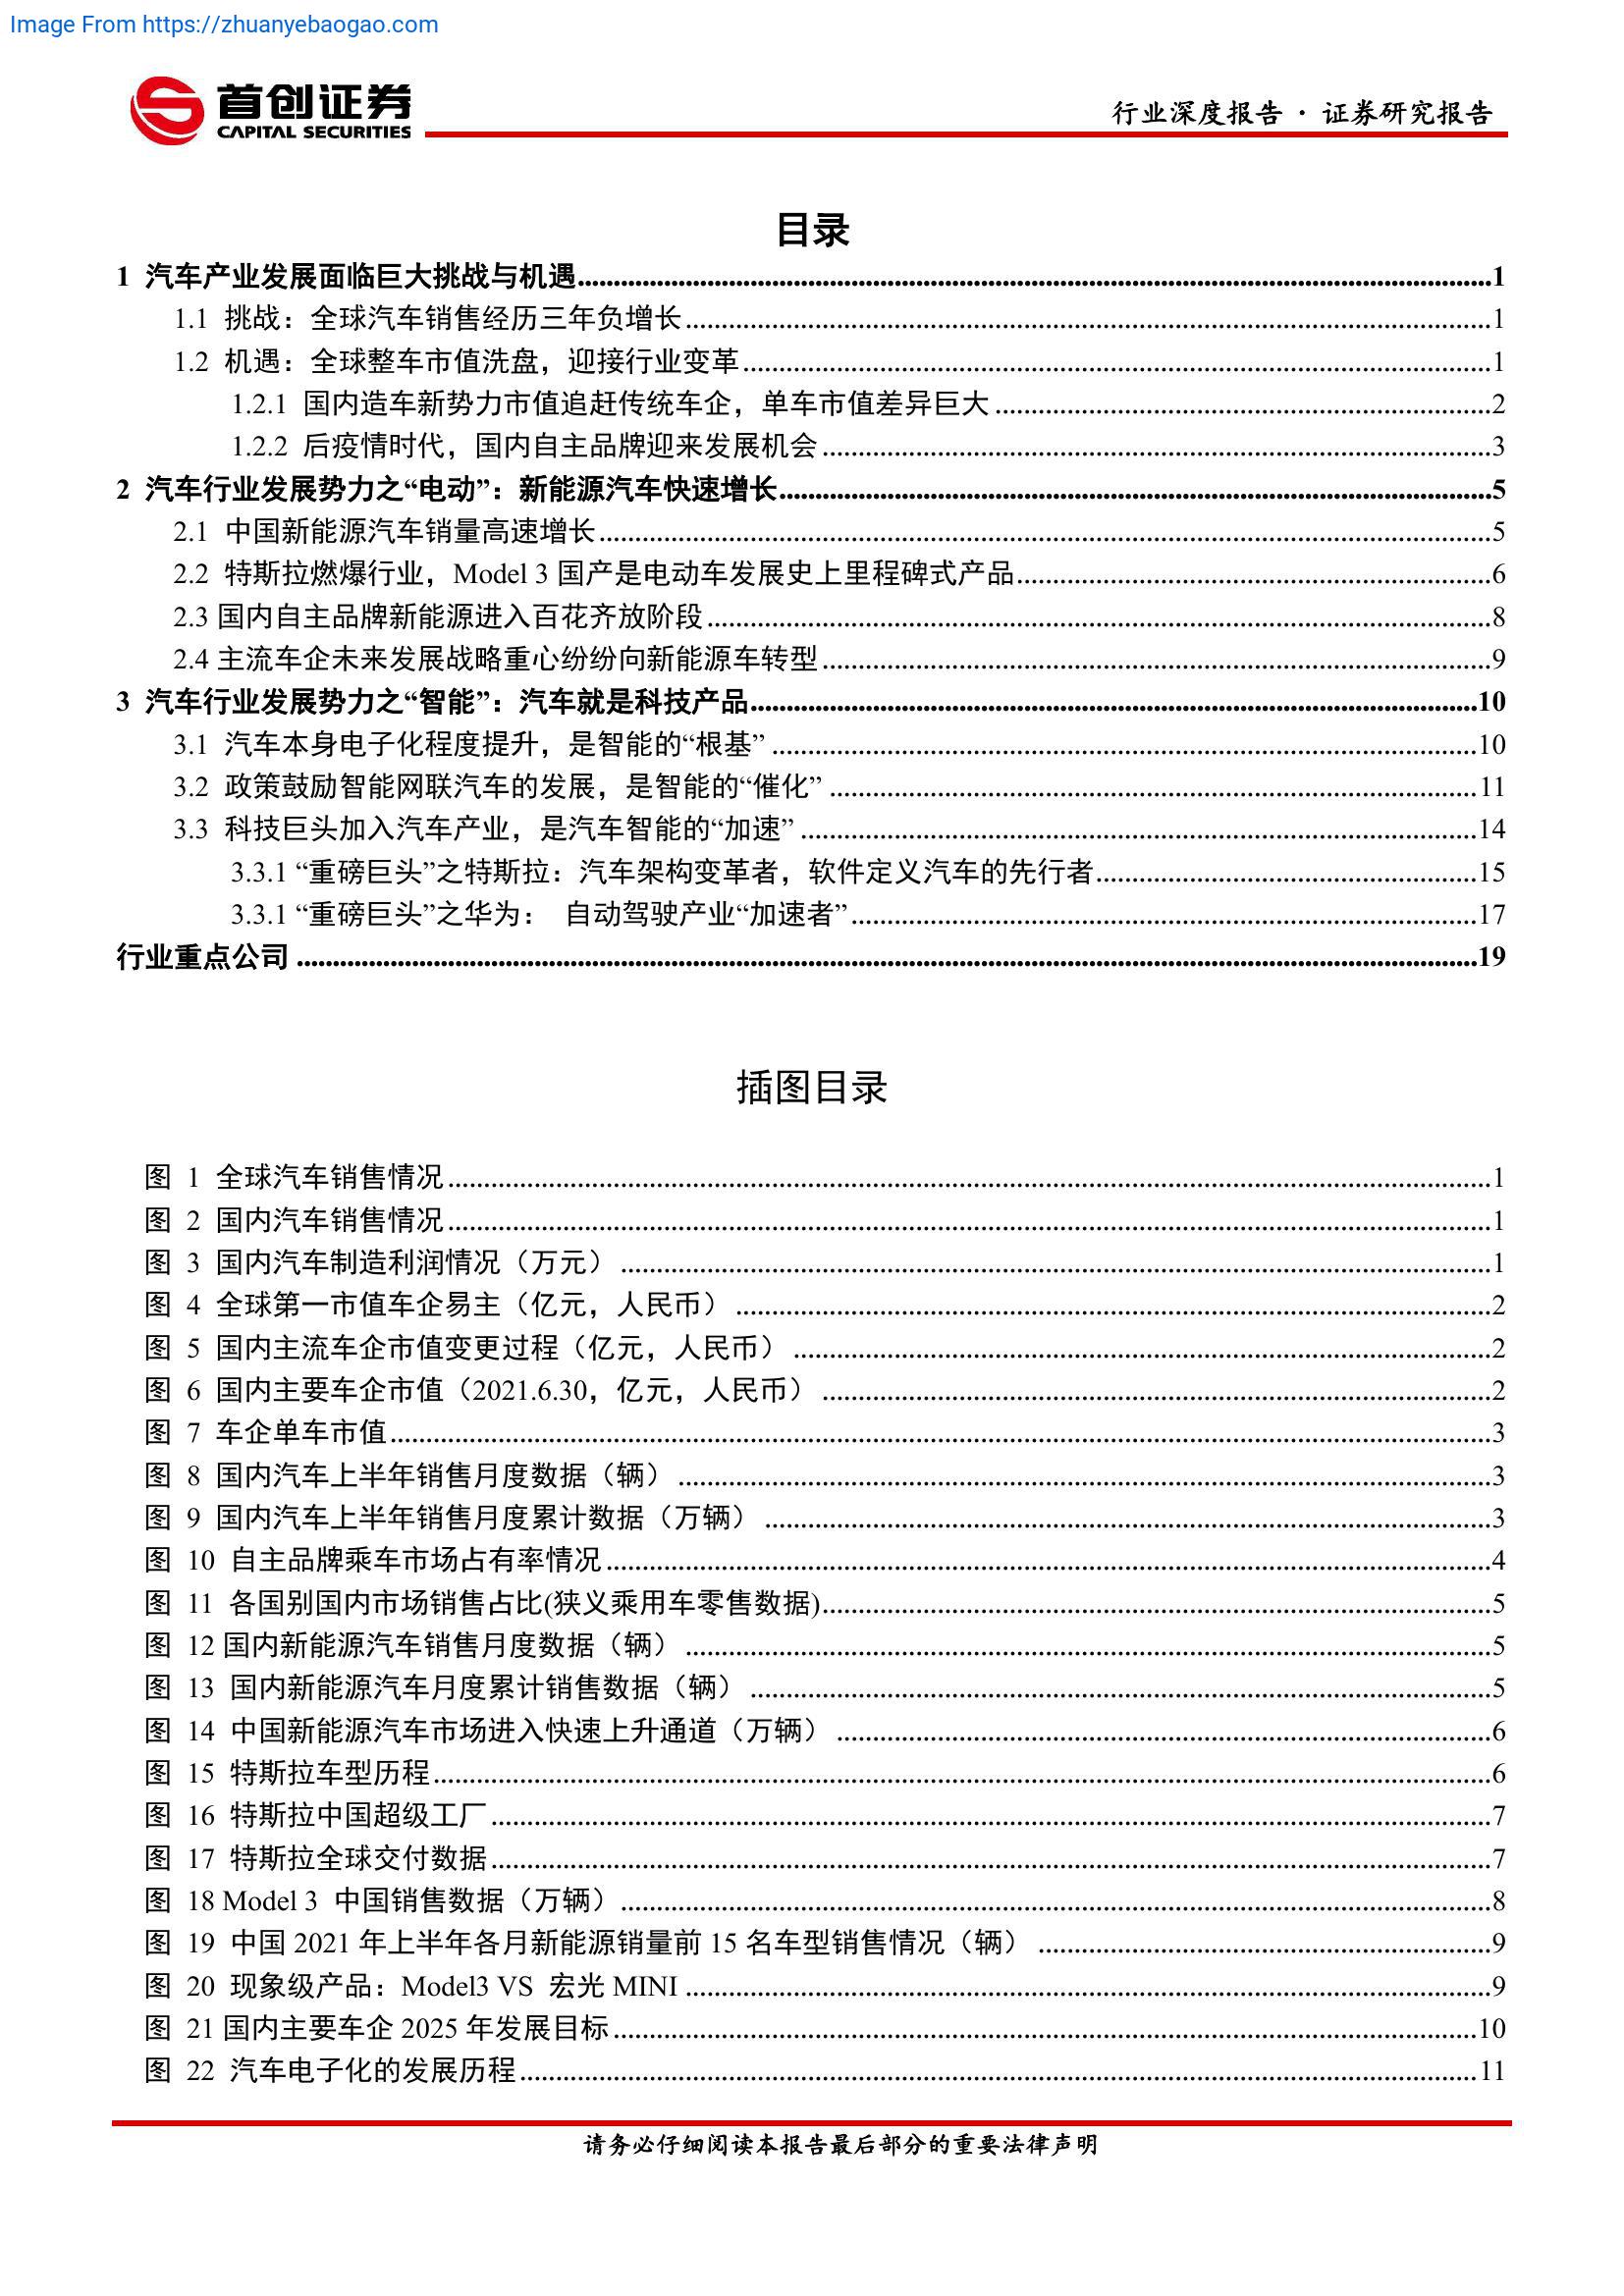 Image From https://zhuanyebaogao.com
首创证券
CAPITAL SECURITIES
行业深度报告 · 证券研究报告
目录
1 汽车产业发展面临巨大挑战与机遇....................1
1.1 挑战：全球汽车销售经历三年负增长....................1
1.2 机遇：全球整车市值洗盘，迎接行业变革....................1
1.2.1 国内造车新势力市值追赶传统车企，单车市值差异巨大....................2
1.2.2 后疫情时代，国内自主品牌迎来发展机会....................3
2 汽车行业发展势力之“电动”：新能源汽车快速增长....................5
2.1 中国新能源汽车销量高速增长....................5
2.2 特斯拉燃爆行业，Model 3 国产是电动车发展史上里程碑式产品....................6
2.3 国内自主品牌新能源进入百花齐放阶段....................8
2.4 主流车企未来发展战略重心纷纷向新能源车转型....................9
3 汽车行业发展势力之“智能”：汽车就是科技产品....................10
3.1 汽车本身电子化程度提升，是智能的“根基”....................10
3.2 政策鼓励智能网联汽车的发展，是智能的“催化”....................11
3.3 科技巨头加入汽车产业，是汽车智能的“加速”....................14
3.3.1 “重磅巨头”之特斯拉：汽车架构变革者，软件定义汽车的先行者....................15
3.3.1 “重磅巨头”之华为： 自动驾驶产业“加速者”....................17
行业重点公司....................19
插图目录
图 1 全球汽车销售情况....................1
图 2 国内汽车销售情况....................1
图 3 国内汽车制造利润情况（万元）....................1
图 4 全球第一市值车企易主（亿元，人民币）....................2
图 5 国内主流车企市值变更过程（亿元，人民币）....................2
图 6 国内主要车企市值（2021.6.30，亿元，人民币）....................2
图 7 车企单车市值....................3
图 8 国内汽车上半年销售月度数据（辆）....................3
图 9 国内汽车上半年销售月度累计数据（万辆）....................3
图 10 自主品牌乘车市场占有率情况....................4
图 11 各国别国内市场销售占比(狭义乘用车零售数据)....................5
图 12 国内新能源汽车销售月度数据（辆）....................5
图 13 国内新能源汽车月度累计销售数据（辆）....................5
图 14 中国新能源汽车市场进入快速上升通道（万辆）....................6
图 15 特斯拉车型历程....................6
图 16 特斯拉中国超级工厂....................7
图 17 特斯拉全球交付数据....................7
图 18 Model 3 中国销售数据（万辆）....................8
图 19 中国 2021 年上半年各月新能源销量前 15 名车型销售情况（辆）....................9
图 20 现象级产品：Model3 VS 宏光 MINI....................9
图 21 国内主要车企 2025 年发展目标....................10
图 22 汽车电子化的发展历程....................11
请务必仔细阅读本报告最后部分的重要法律声明